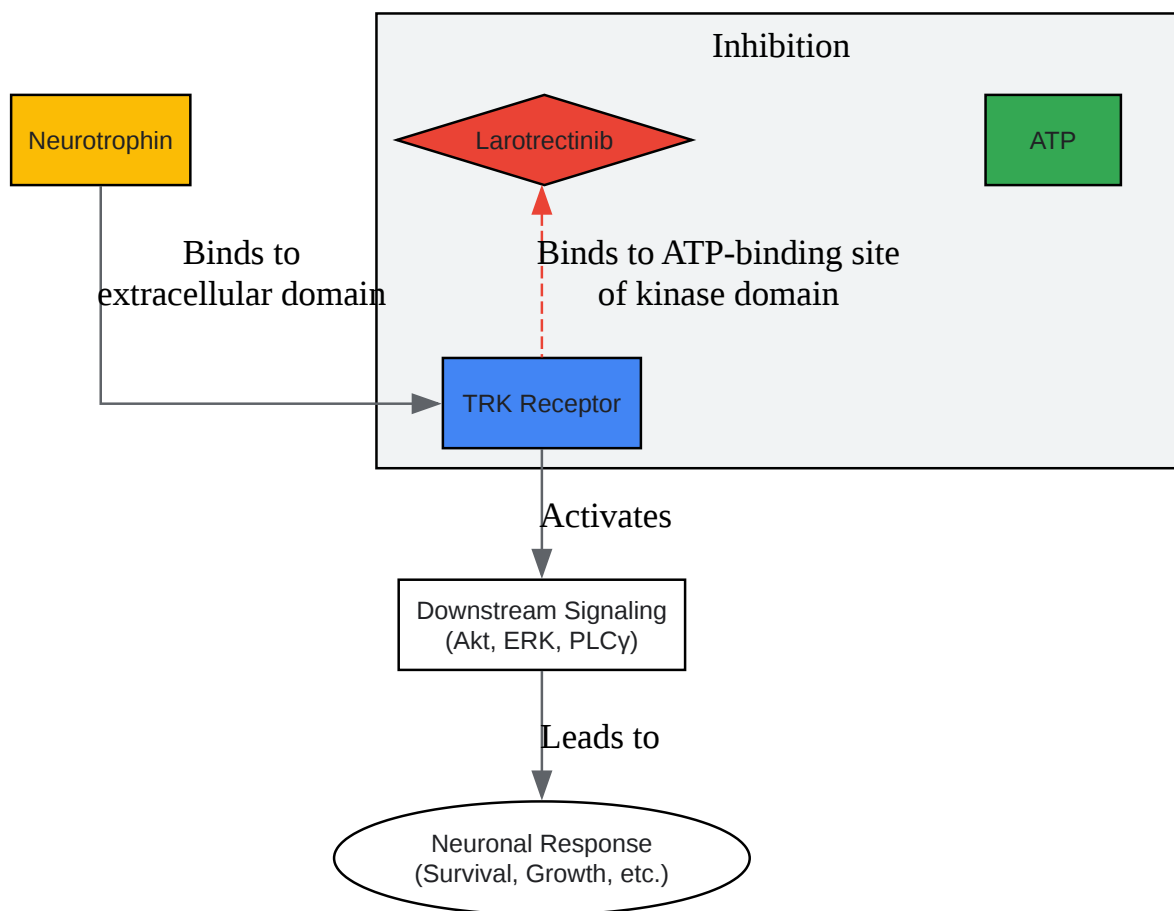 Inhibition
Neurotrophin
Larotrectinib
ATP
Binds to
extracellular domain
Binds to ATP-binding site
of kinase domain
TRK Receptor
Activates
Downstream Signaling
(Akt, ERK, PLCγ)
Leads to
Neuronal Response
(Survival, Growth, etc.)